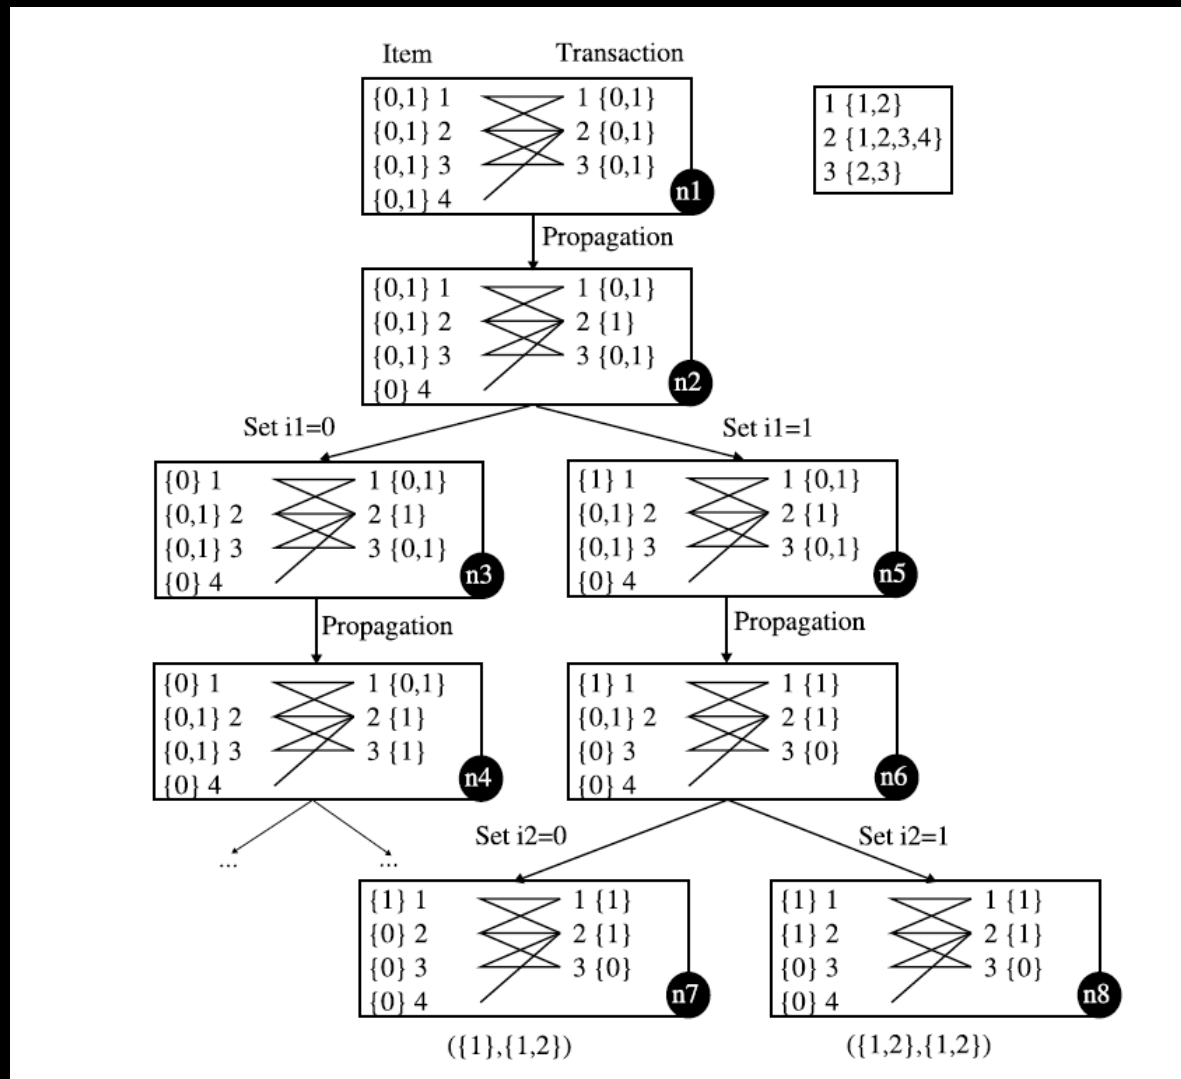 Item Transaction
{0,1} 1 1 {0,1}
{0,1} 2 2 {0,1}
{0,1} 3 3 {0,1}
{0,1} 4
n1
1 {1,2}
2 {1,2,3,4}
3 {2,3}
Propagation
{0,1} 1 1 {0,1}
{0,1} 2 2 {1}
{0,1} 3 3 {0,1}
{0} 4
n2
Set i1=0
Set i1=1
{0} 1 1 {0,1}
{0,1} 2 2 {1}
{0,1} 3 3 {0,1}
{0} 4
n3
{1} 1 1 {0,1}
{0,1} 2 2 {1}
{0,1} 3 3 {0,1}
{0} 4
n5
Propagation
Propagation
{0} 1 1 {0,1}
{0,1} 2 2 {1}
{0,1} 3 3 {1}
{0} 4
n4
{1} 1 1 {1}
{0,1} 2 2 {1}
{0} 3 3 {0}
{0} 4
n6
... ...
Set i2=0
Set i2=1
{1} 1 1 {1}
{0} 2 2 {1}
{0} 3 3 {0}
{0} 4
n7
{1} 1 1 {1}
{1} 2 2 {1}
{0} 3 3 {0}
{0} 4
n8
({1},{1,2})
({1,2},{1,2})